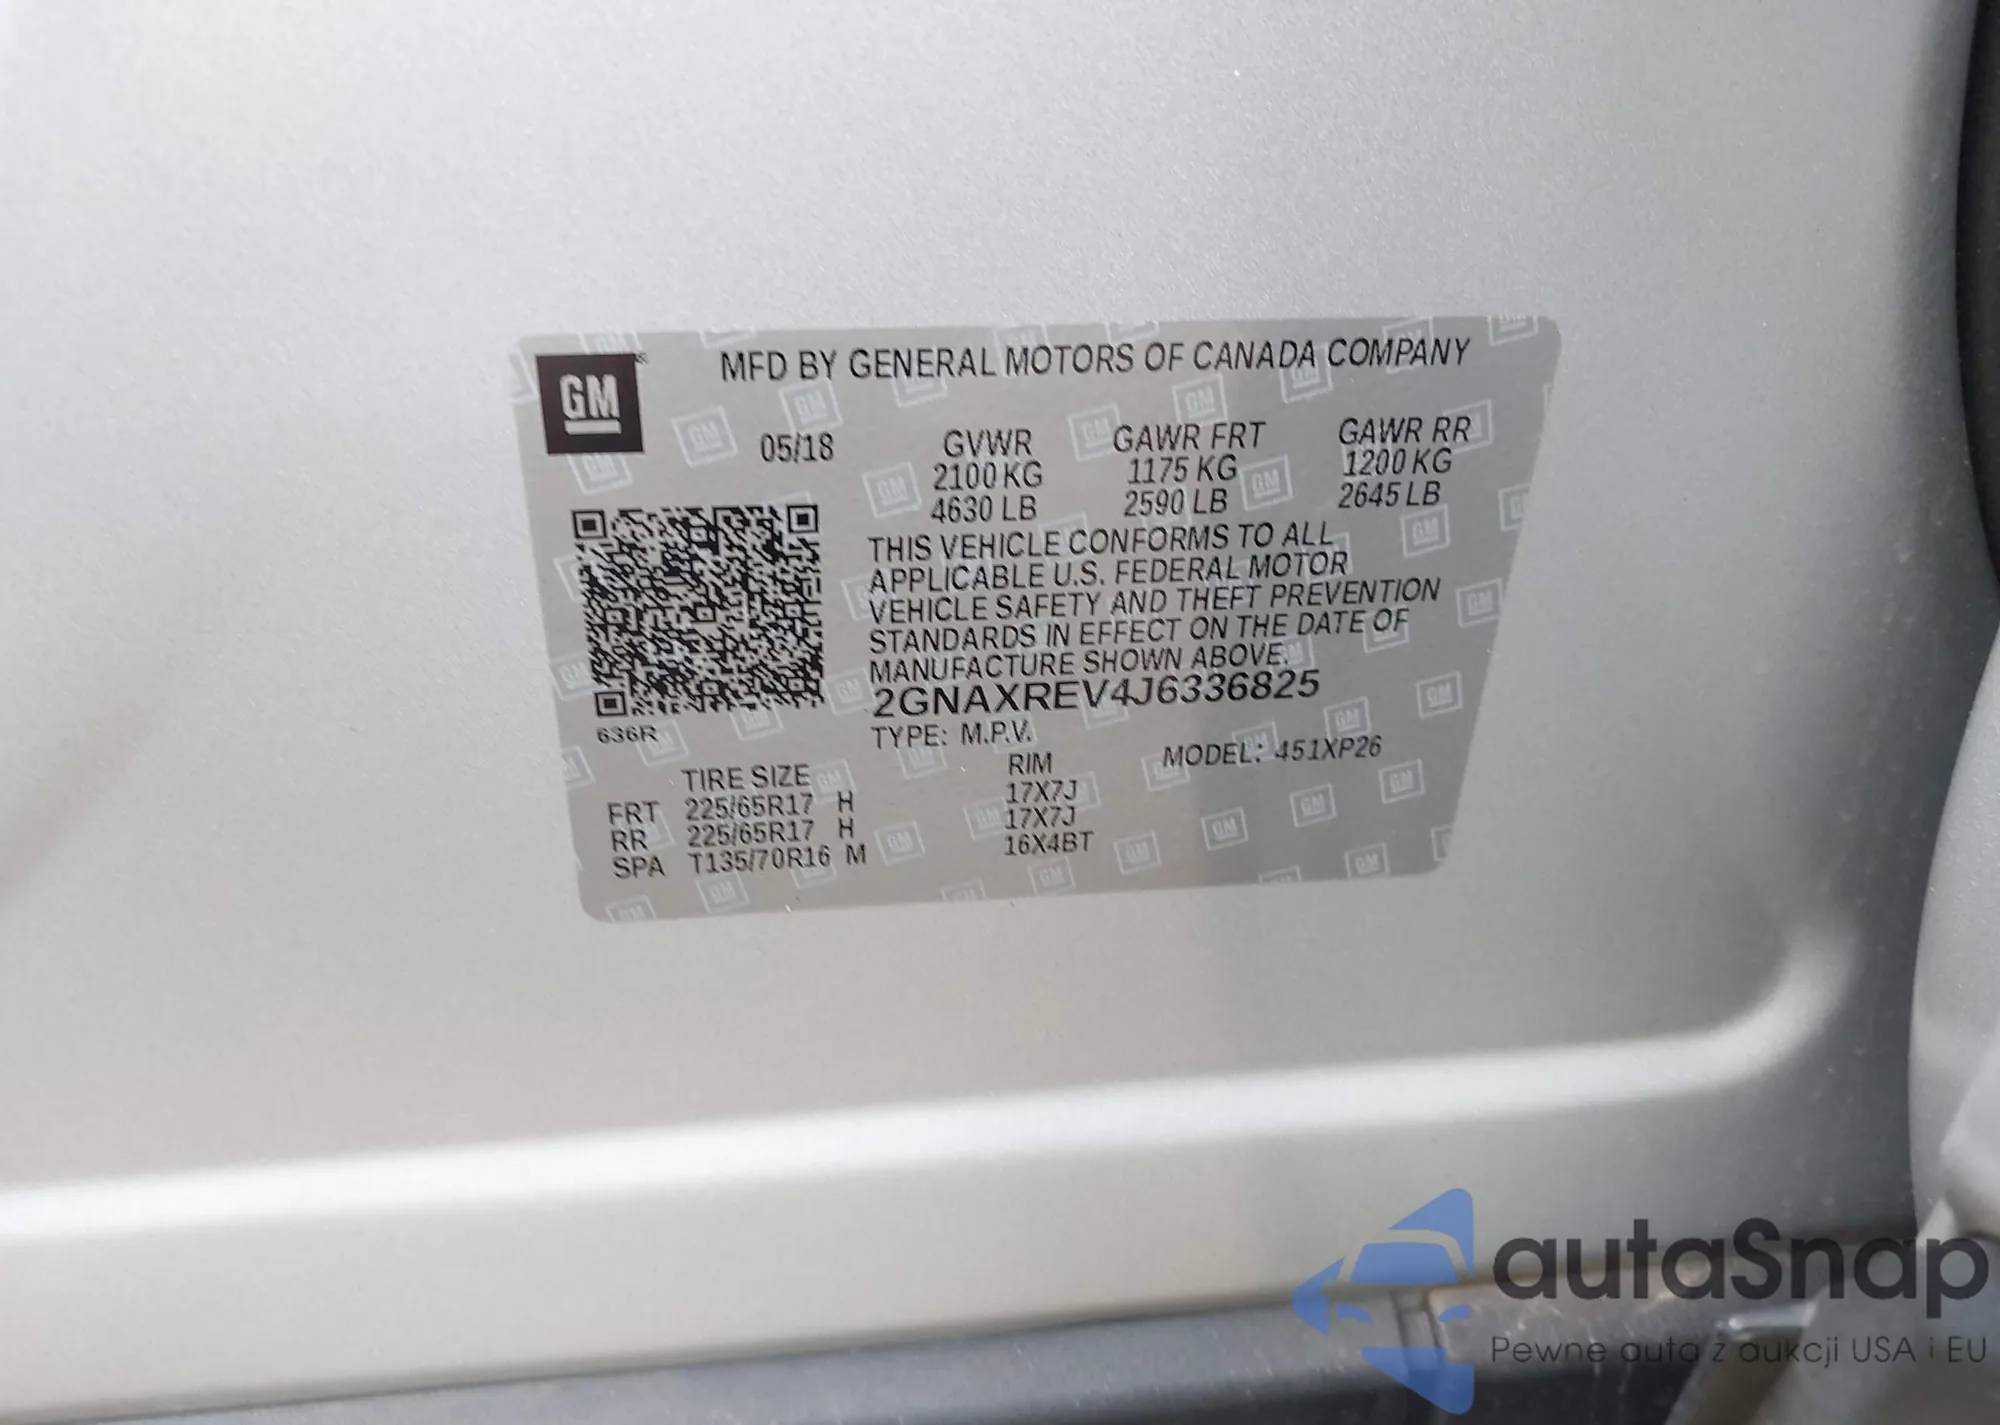 GM
MFD BY GENERAL MOTORS OF CANADA COMPANY
05/18 GVWR GAWR FRT GAWR RR
2100 KG 1175 KG 1200 KG
4630 LB 2590 LB 2645 LB
THIS VEHICLE CONFORMS TO ALL
APPLICABLE U.S. FEDERAL MOTOR
VEHICLE SAFETY AND THEFT PREVENTION
STANDARDS IN EFFECT ON THE DATE OF
MANUFACTURE SHOWN ABOVE.
2GNAXREV4J6336825
636R TYPE: M.P.V. MODEL: 451XP26
TIRE SIZE RIM
FRT 225/65R17 H 17X7J
RR 225/65R17 H 17X7J
SPA T135/70R16 M 16X4BT
autaSnap
Pewne auta z aukcji USA i EU